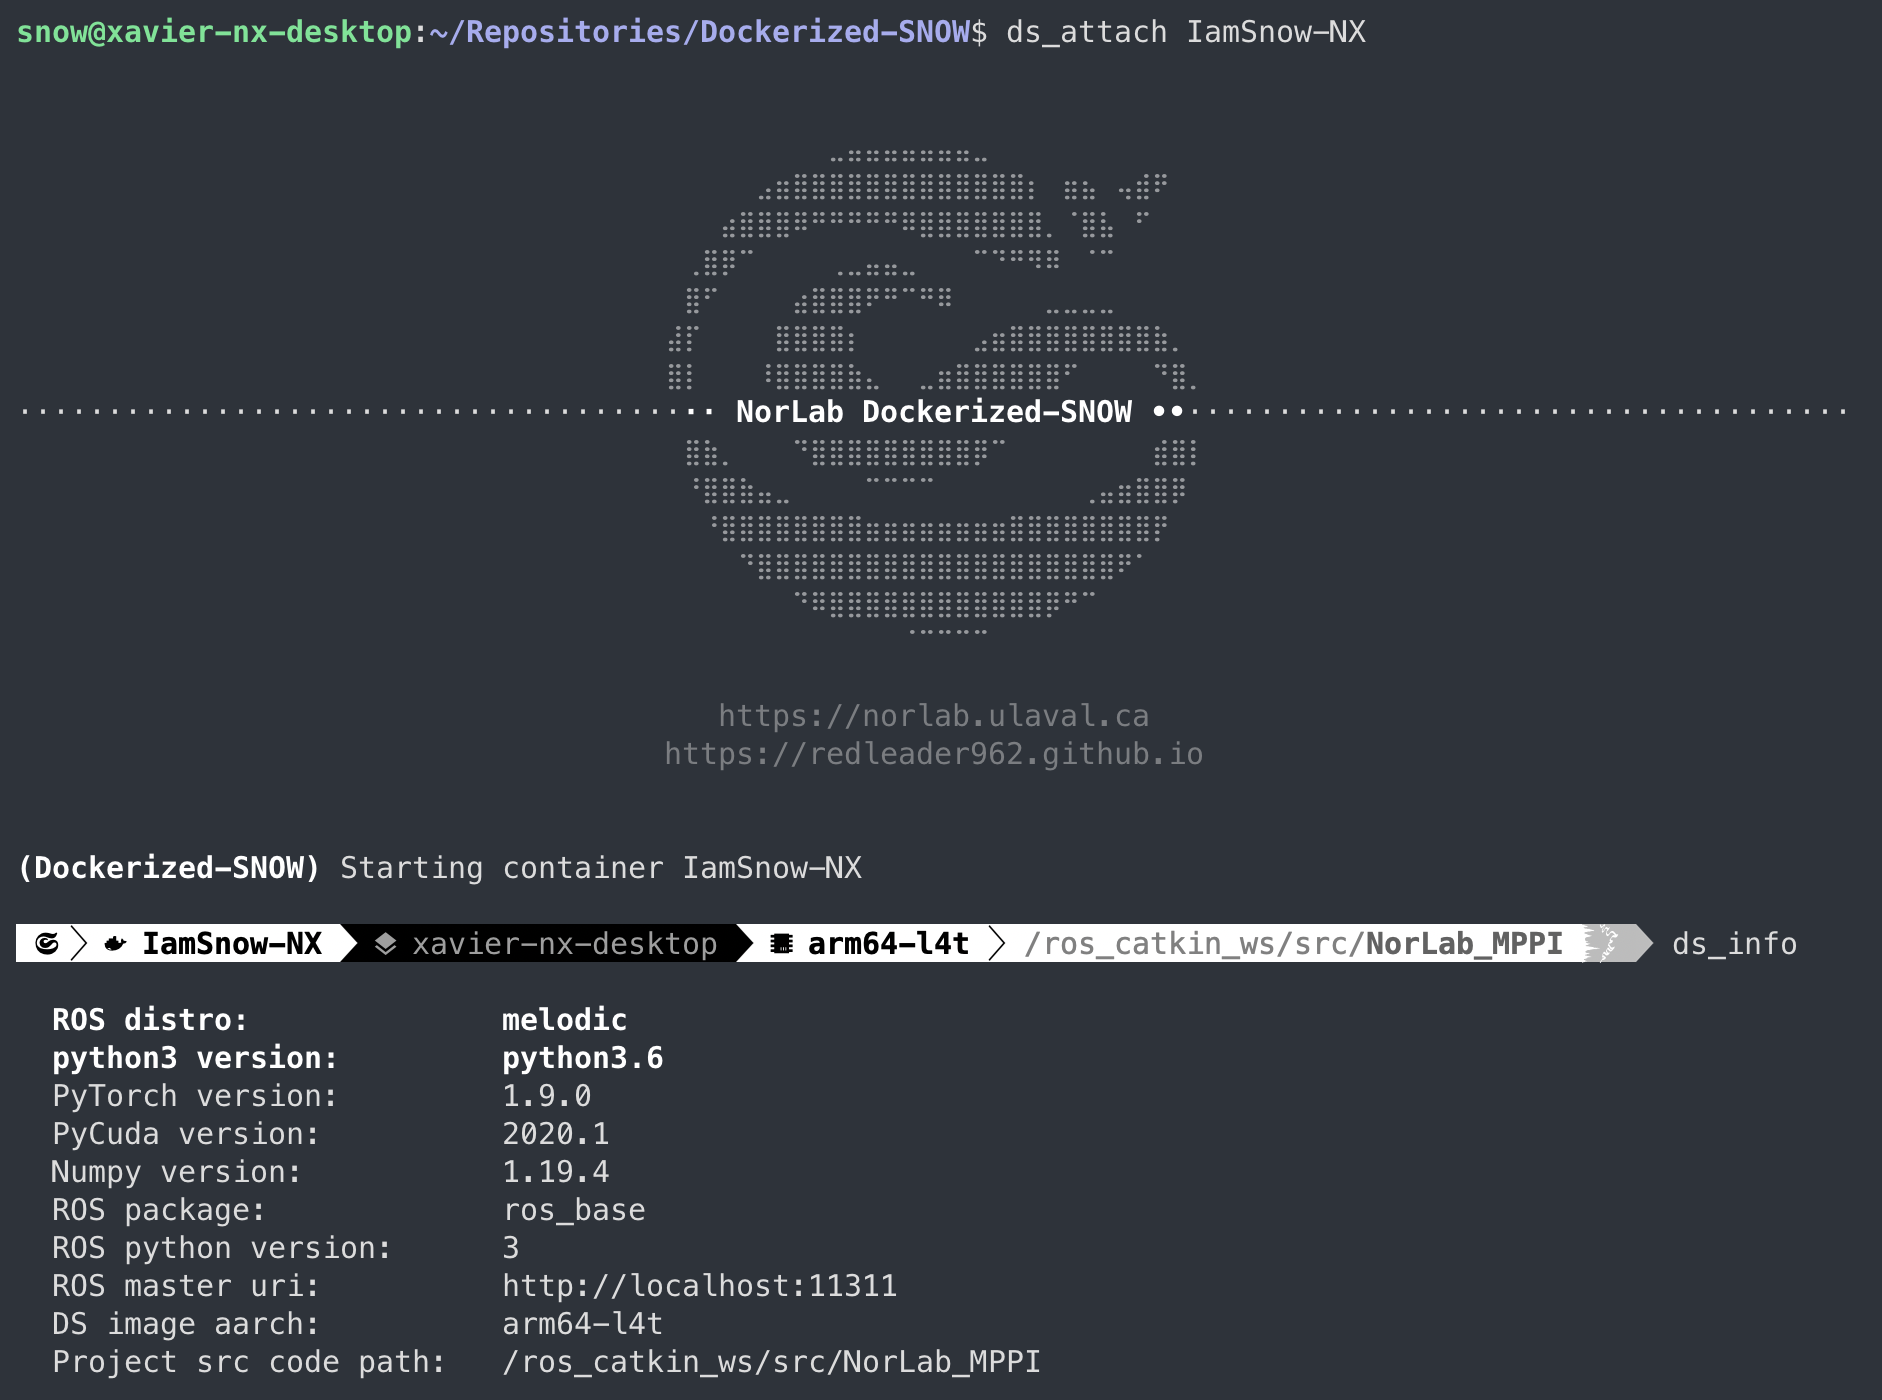 snow@xavier-nx-desktop:~/Repositories/Dockerized-SNOW$ ds_attach IamSnow-NX
•• NorLab Dockerized-SNOW ••
https://norlab.ulaval.ca
https://redleader962.github.io
(Dockerized-SNOW) Starting container IamSnow-NX
IamSnow-NX xavier-nx-desktop arm64-l4t /ros_catkin_ws/src/NorLab_MPPI ds_info
ROS distro: melodic
python3 version: python3.6
PyTorch version: 1.9.0
PyCuda version: 2020.1
Numpy version: 1.19.4
ROS package: ros_base
ROS python version: 3
ROS master uri: http://localhost:11311
DS image aarch: arm64-l4t
Project src code path: /ros_catkin_ws/src/NorLab_MPPI